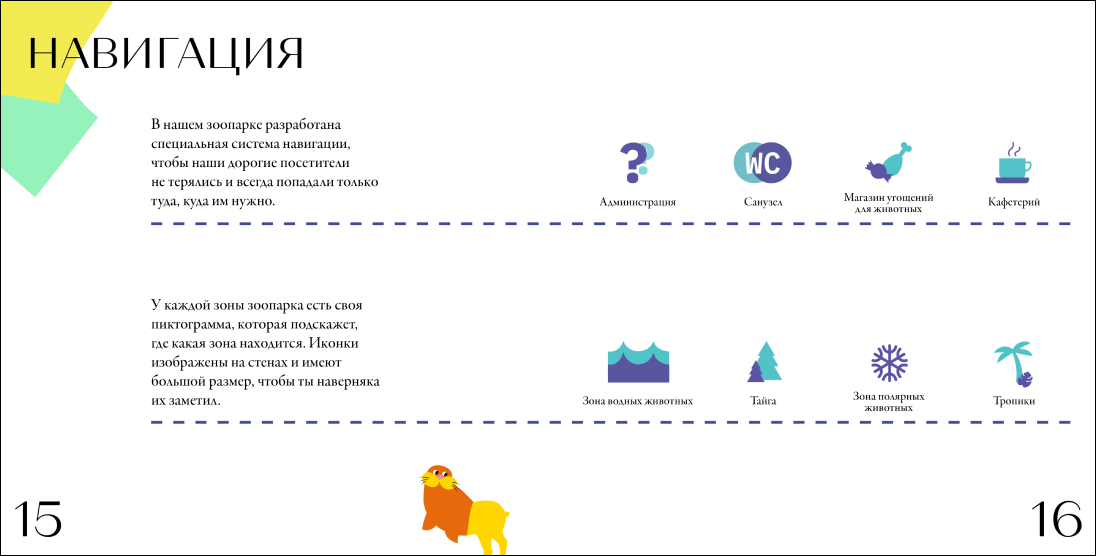 НАВИГАЦИЯ
В нашем зоопарке разработана
специальная система навигации,
чтобы наши дорогие посетители
не терялись и всегда попадали только
туда, куда им нужно.
?
WC
Администрация
Санузел
Магазин угощений
для животных
Кафетерий
У каждой зоны зоопарка есть своя
пиктограмма, которая подскажет,
где какая зона находится. Иконки
изображены на стенах и имеют
большой размер, чтобы ты наверняка
их заметил.
Зона водных животных
Тайга
Зона полярных
животных
Тропики
15
16